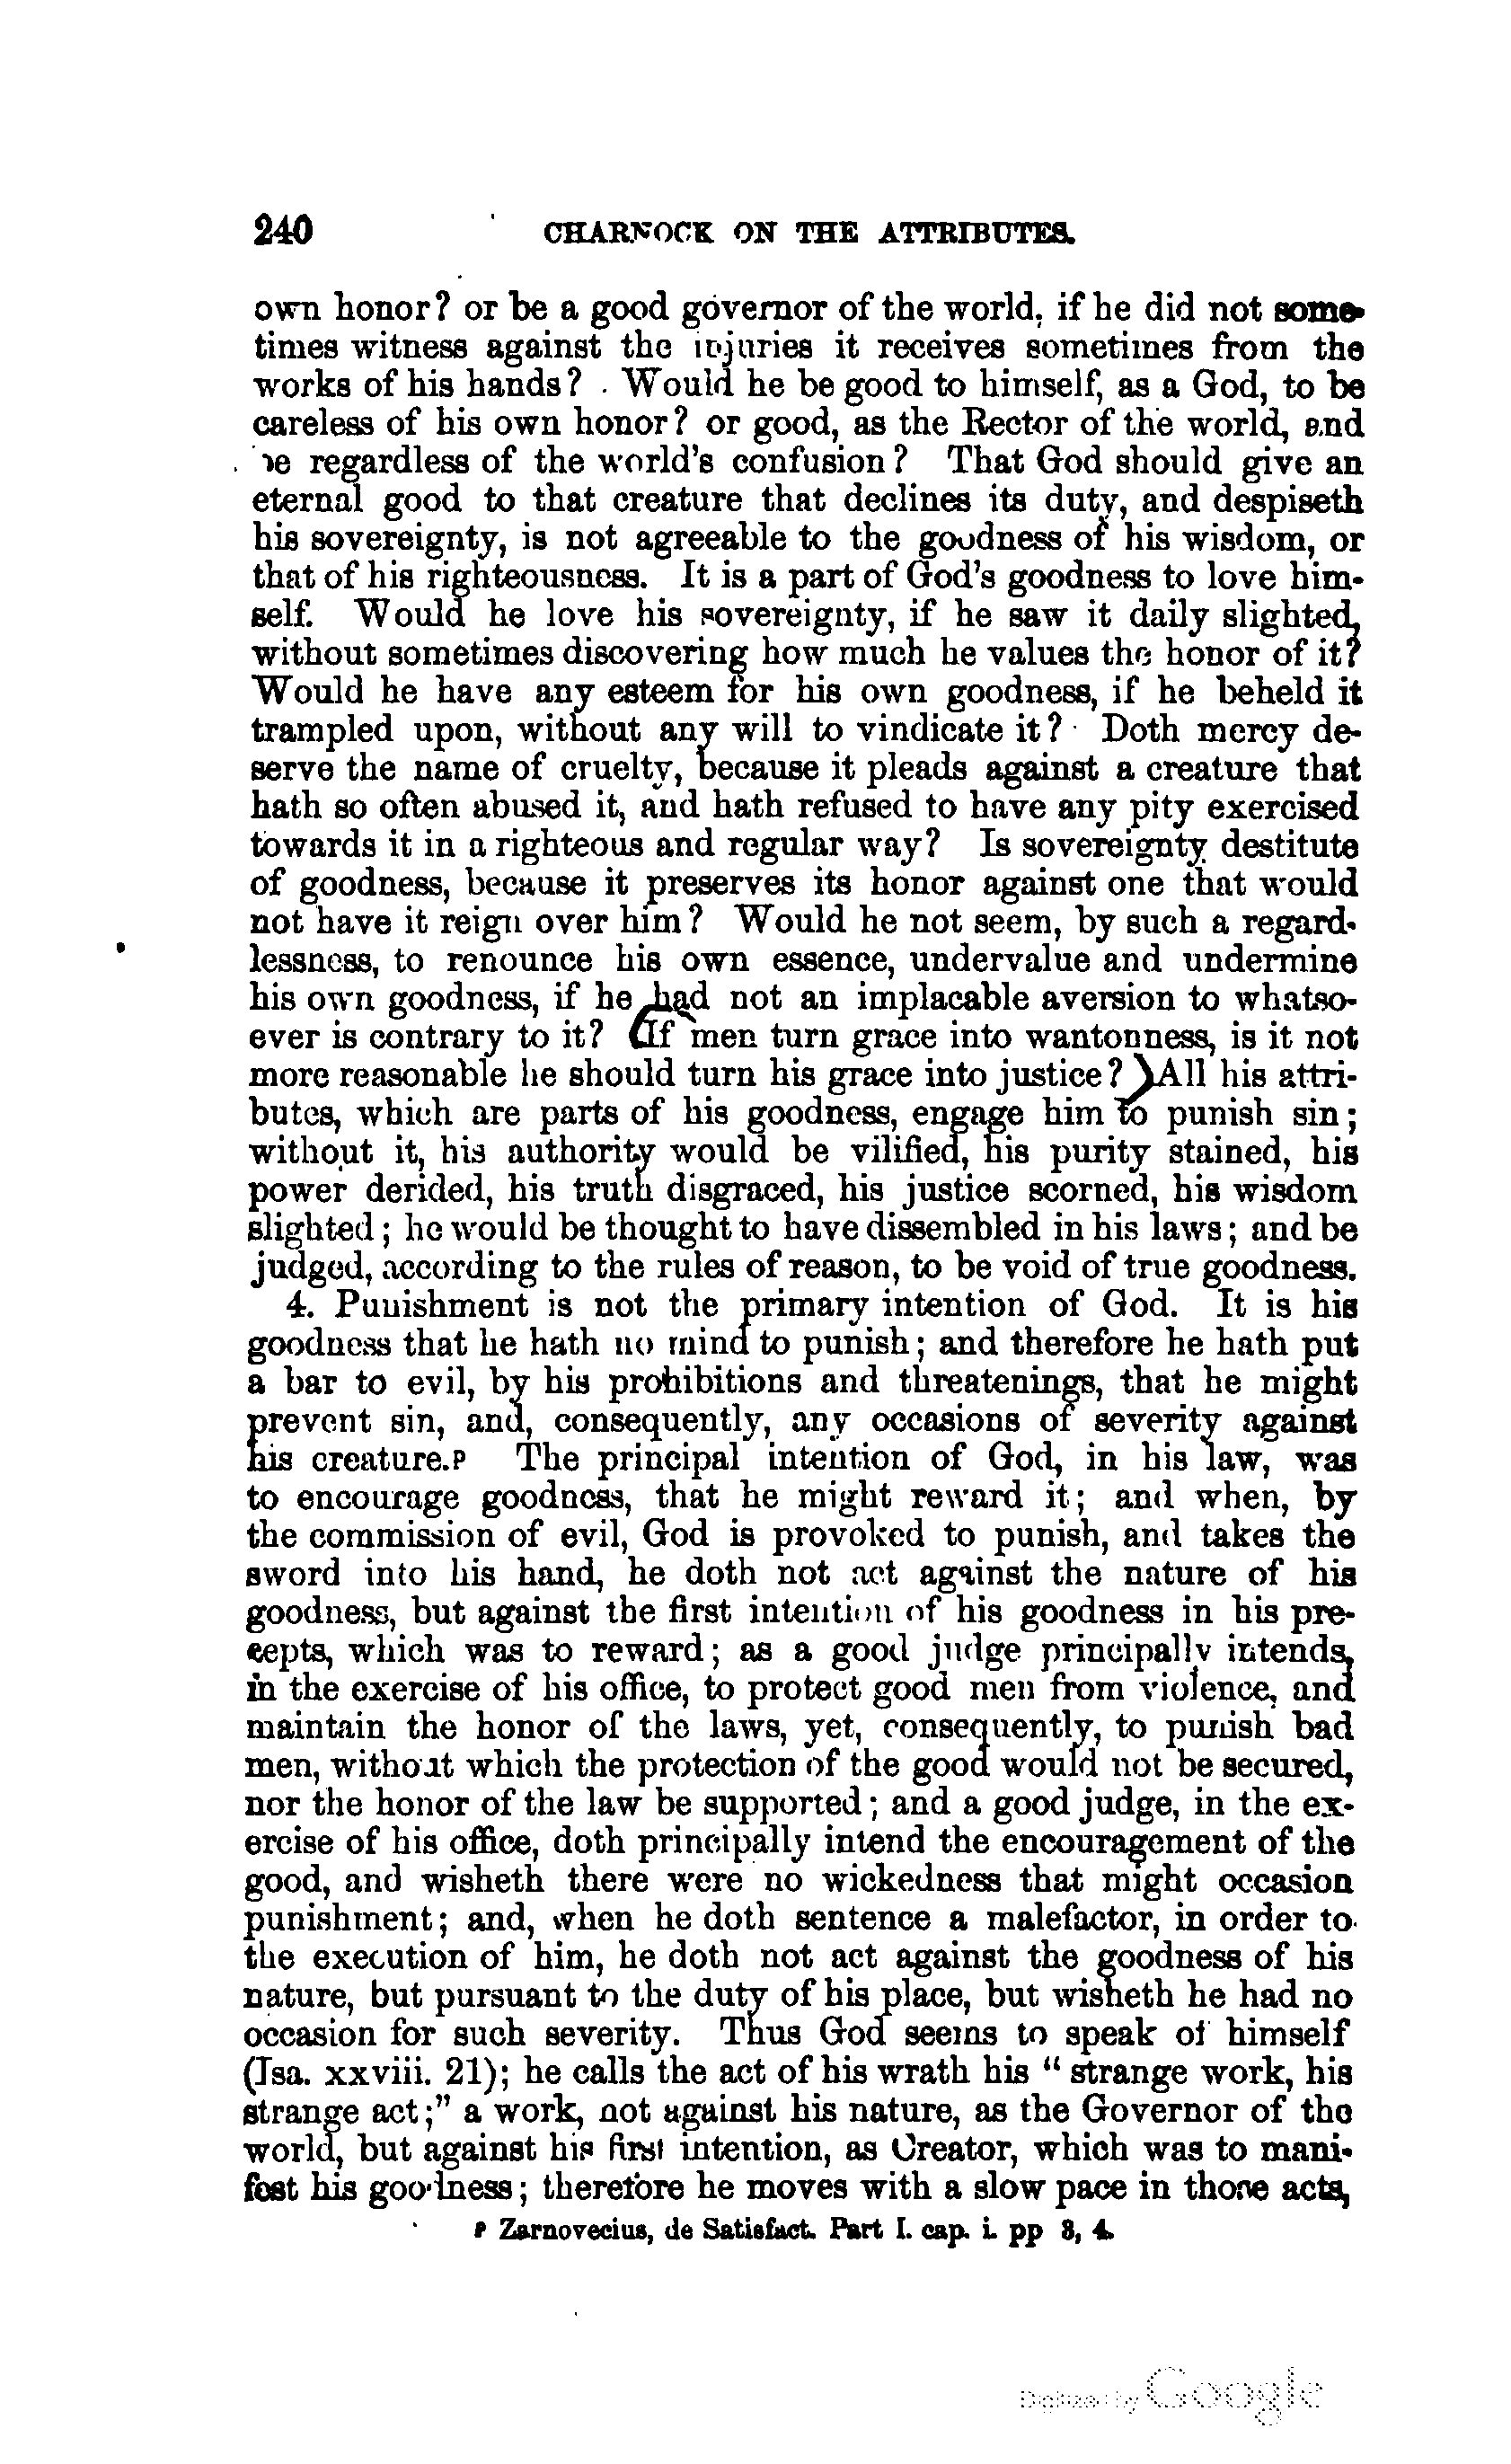 240 CHARNOCK ON THE ATTRIBUTES.
own honor? or be a good governor of the world, if he did not some-
times witness against the injuries it receives sometimes from the
works of his hands? Would he be good to himself, as a God, to be
careless of his own honor? or good, as the Rector of the world, and
be regardless of the world's confusion? That God should give an
eternal good to that creature that declines its duty, and despiseth
his sovereignty, is not agreeable to the goodness of his wisdom, or
that of his righteousness. It is a part of God's goodness to love him-
self. Would he love his sovereignty, if he saw it daily slighted,
without sometimes discovering how much he values the honor of it?
Would he have any esteem for his own goodness, if he beheld it
trampled upon, without any will to vindicate it? Doth mercy de-
serve the name of cruelty, because it pleads against a creature that
hath so often abused it, and hath refused to have any pity exercised
towards it in a righteous and regular way? Is sovereignty destitute
of goodness, because it preserves its honor against one that would
not have it reign over him? Would he not seem, by such a regard-
lessness, to renounce his own essence, undervalue and undermine
his own goodness, if he had not an implacable aversion to whatso-
ever is contrary to it? (If men turn grace into wantonness, is it not
more reasonable he should turn his grace into justice?) All his attri-
butes, which are parts of his goodness, engage him to punish sin;
without it, his authority would be vilified, his purity stained, his
power derided, his truth disgraced, his justice scorned, his wisdom
slighted; he would be thought to have dissembled in his laws; and be
judged, according to the rules of reason, to be void of true goodness.
4. Punishment is not the primary intention of God. It is his
goodness that he hath no mind to punish; and therefore he hath put
a bar to evil, by his prohibitions and threatenings, that he might
prevent sin, and, consequently, any occasions of severity against
his creature.p The principal intention of God, in his law, was
to encourage goodness, that he might reward it; and when, by
the commission of evil, God is provoked to punish, and takes the
sword into his hand, he doth not act against the nature of his
goodness, but against the first intention of his goodness in his pre-
cepts, which was to reward; as a good judge principally intends,
in the exercise of his office, to protect good men from violence, and
maintain the honor of the laws, yet, consequently, to punish bad
men, without which the protection of the good would not be secured,
nor the honor of the law be supported; and a good judge, in the ex-
ercise of his office, doth principally intend the encouragement of the
good, and wisheth there were no wickedness that might occasion
punishment; and, when he doth sentence a malefactor, in order to
the execution of him, he doth not act against the goodness of his
nature, but pursuant to the duty of his place, but wisheth he had no
occasion for such severity. Thus God seems to speak of himself
(Isa. xxviii. 21); he calls the act of his wrath his "strange work, his
strange act;" a work, not against his nature, as the Governor of the
world, but against his first intention, as Creator, which was to mani-
fest his goodness; therefore he moves with a slow pace in those acts,
p Zarnovecius, de Satisfact. Part I. cap. i. pp 3, 4.
Digitized by Google